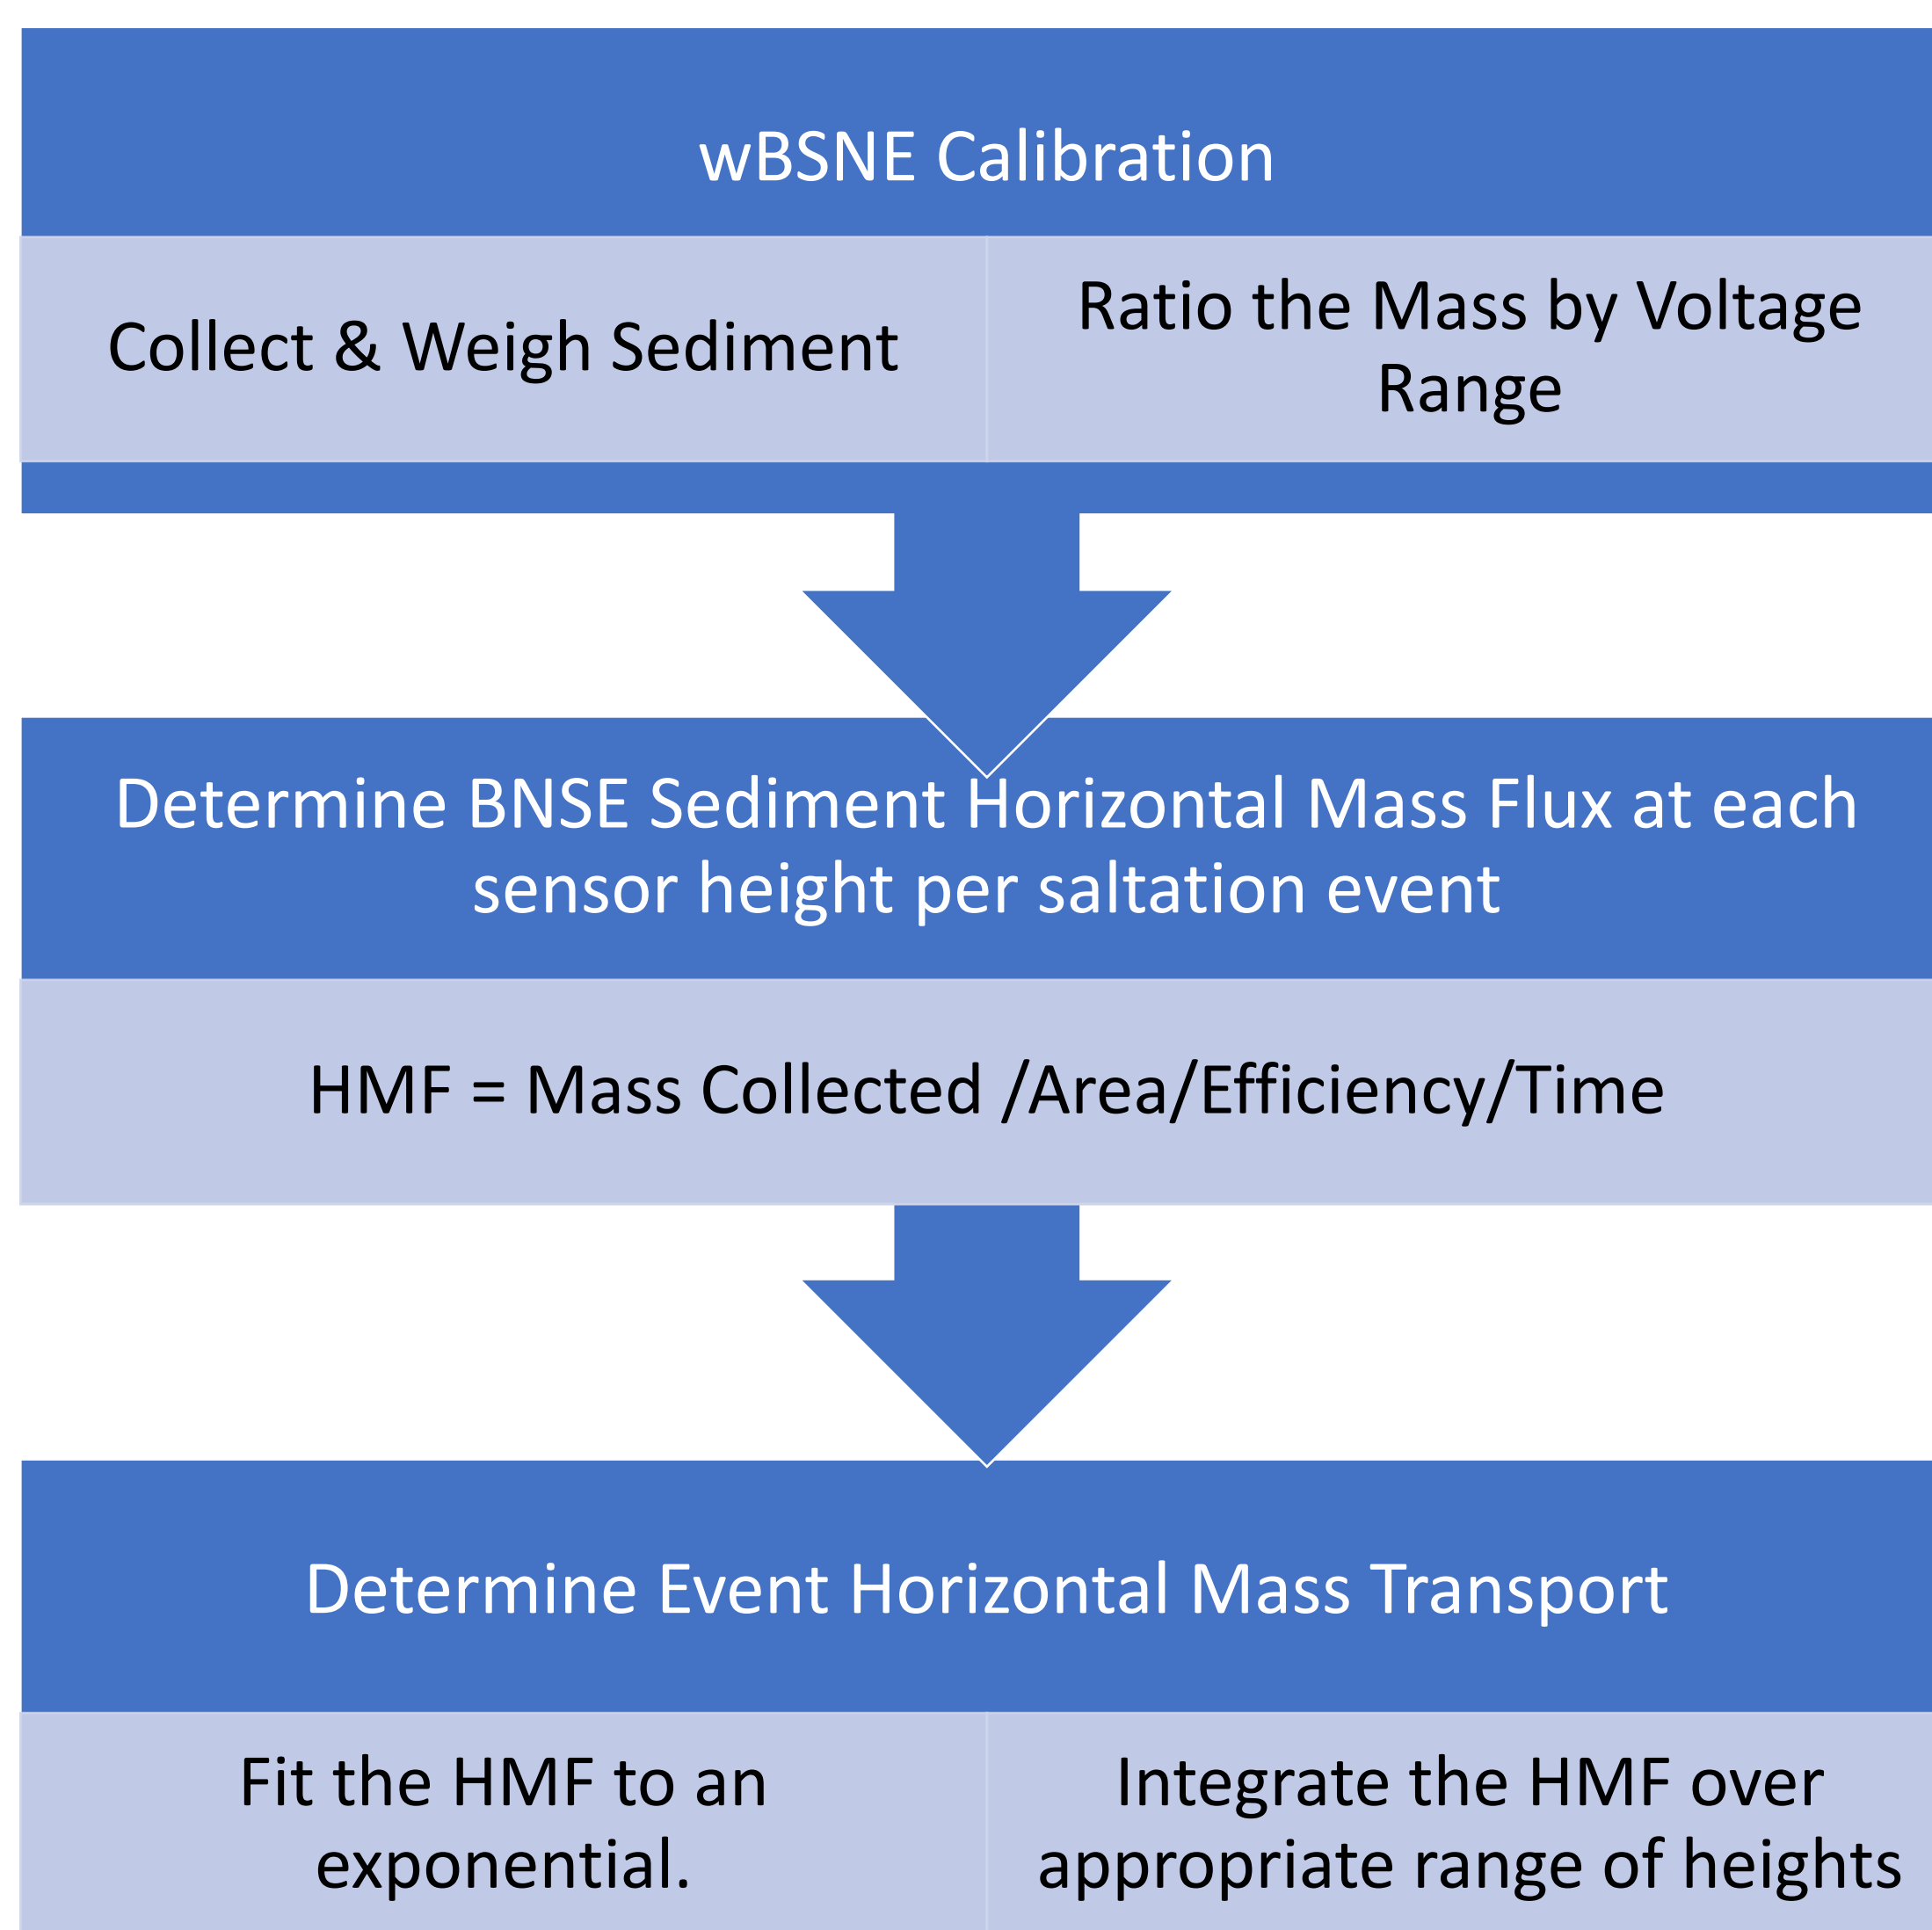 wBSNE Calibration
Collect & Weigh Sediment
Ratio the Mass by Voltage
Range
Determine BNSE Sediment Horizontal Mass Flux at each
sensor height per saltation event
HMF = Mass Collected /Area/Efficiency/Time
Determine Event Horizontal Mass Transport
Fit the HMF to an
exponential.
Integrate the HMF over
appropriate range of heights